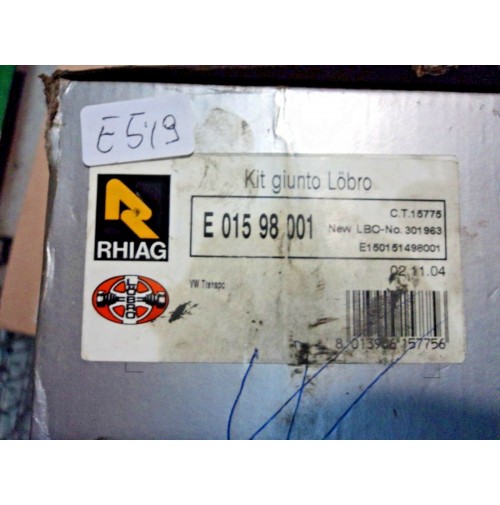 E519
Kit giunto Löbro
RHIAG
E 015 98 001
C.T.15775
New LBO-No. 301963
E150151498001
LÖBRO
VW Transpo
02.11.04